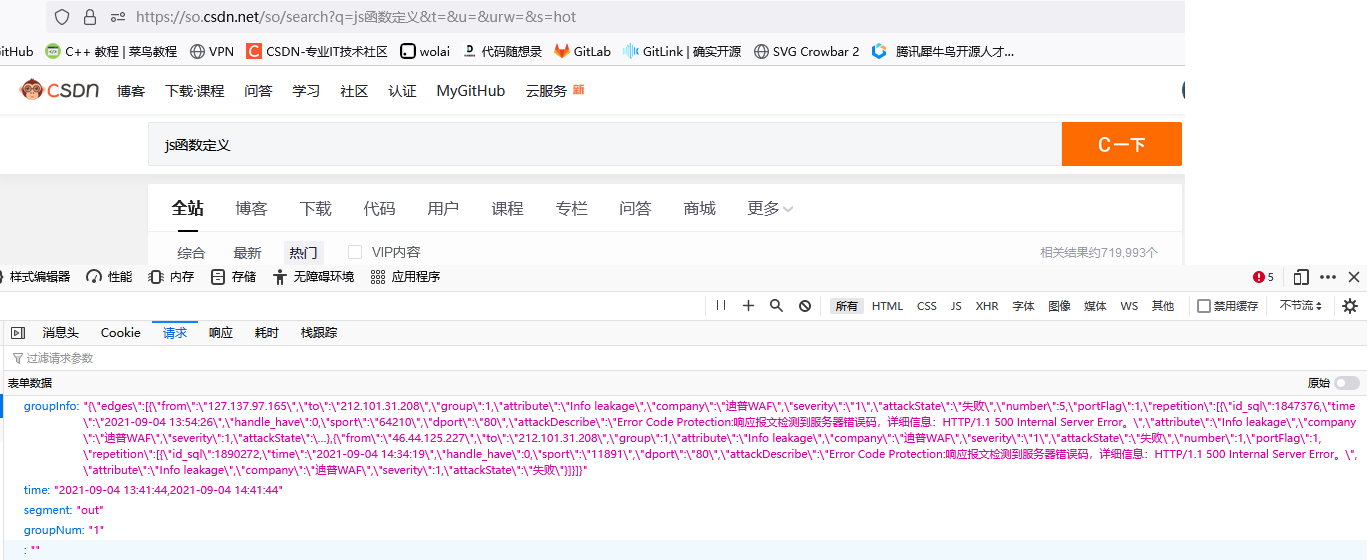 https://so.csdn.net/so/search?q=js函数定义&t=&u=&urw=&s=hot
itHub C++ 教程 | 菜鸟教程 VPN CSDN-专业IT技术社区 wolai 代码随想录 GitLab GitLink | 确实开源 SVG Crowbar 2 腾讯犀牛鸟开源人才...
CSDN 博客 下载·课程 问答 学习 社区 认证 MyGitHub 云服务 新
js函数定义 C一下
全站 博客 下载 代码 用户 课程 专栏 问答 商城 更多
综合 最新 热门 VIP内容 相关结果约719,993个
样式编辑器 性能 内存 存储 无障碍环境 应用程序 5
所有 HTML CSS JS XHR 字体 图像 媒体 WS 其他 禁用缓存 不节流
消息头 Cookie 请求 响应 耗时 栈跟踪
过滤请求参数
表单数据 原始
groupInfo: "{\"edges\":[{\"from\":\"127.137.97.165\",\"to\":\"212.101.31.208\",\"group\":1,\"attribute\":\"Info leakage\",\"company\":\"迪普WAF\",\"severity\":\"1\",\"attackState\":\"失败\",\"number\":5,\"portFlag\":1,\"repetition\":[{\"id_sql\":1847376,\"time
\":\"2021-09-04 13:54:26\",\"handle_have\":0,\"sport\":\"64210\",\"dport\":\"80\",\"attackDescribe\":\"Error Code Protection:响应报文检测到服务器错误码，详细信息：HTTP/1.1 500 Internal Server Error。\",\"attribute\":\"Info leakage\",\"company
\":\"迪普WAF\",\"severity\":1,\"attackState\":\...},{\"from\":\"46.44.125.227\",\"to\":\"212.101.31.208\",\"group\":1,\"attribute\":\"Info leakage\",\"company\":\"迪普WAF\",\"severity\":\"1\",\"attackState\":\"失败\",\"number\":1,\"portFlag\":1,
\"repetition\":[{\"id_sql\":1890272,\"time\":\"2021-09-04 14:34:19\",\"handle_have\":0,\"sport\":\"11891\",\"dport\":\"80\",\"attackDescribe\":\"Error Code Protection:响应报文检测到服务器错误码，详细信息：HTTP/1.1 500 Internal Server Error。\",
\"attribute\":\"Info leakage\",\"company\":\"迪普WAF\",\"severity\":1,\"attackState\":\"失败\"}]}]}"
time: "2021-09-04 13:41:44,2021-09-04 14:41:44"
segment: "out"
groupNum: "1"
: ""